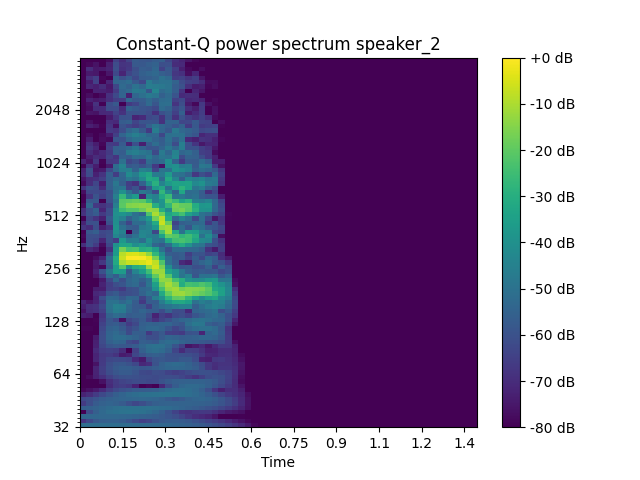 Constant-Q power spectrum speaker_2
Hz
2048
1024
512
256
128
64
32
0 0.15 0.3 0.45 0.6 0.75 0.9 1.1 1.2 1.4
Time
+0 dB
-10 dB
-20 dB
-30 dB
-40 dB
-50 dB
-60 dB
-70 dB
-80 dB